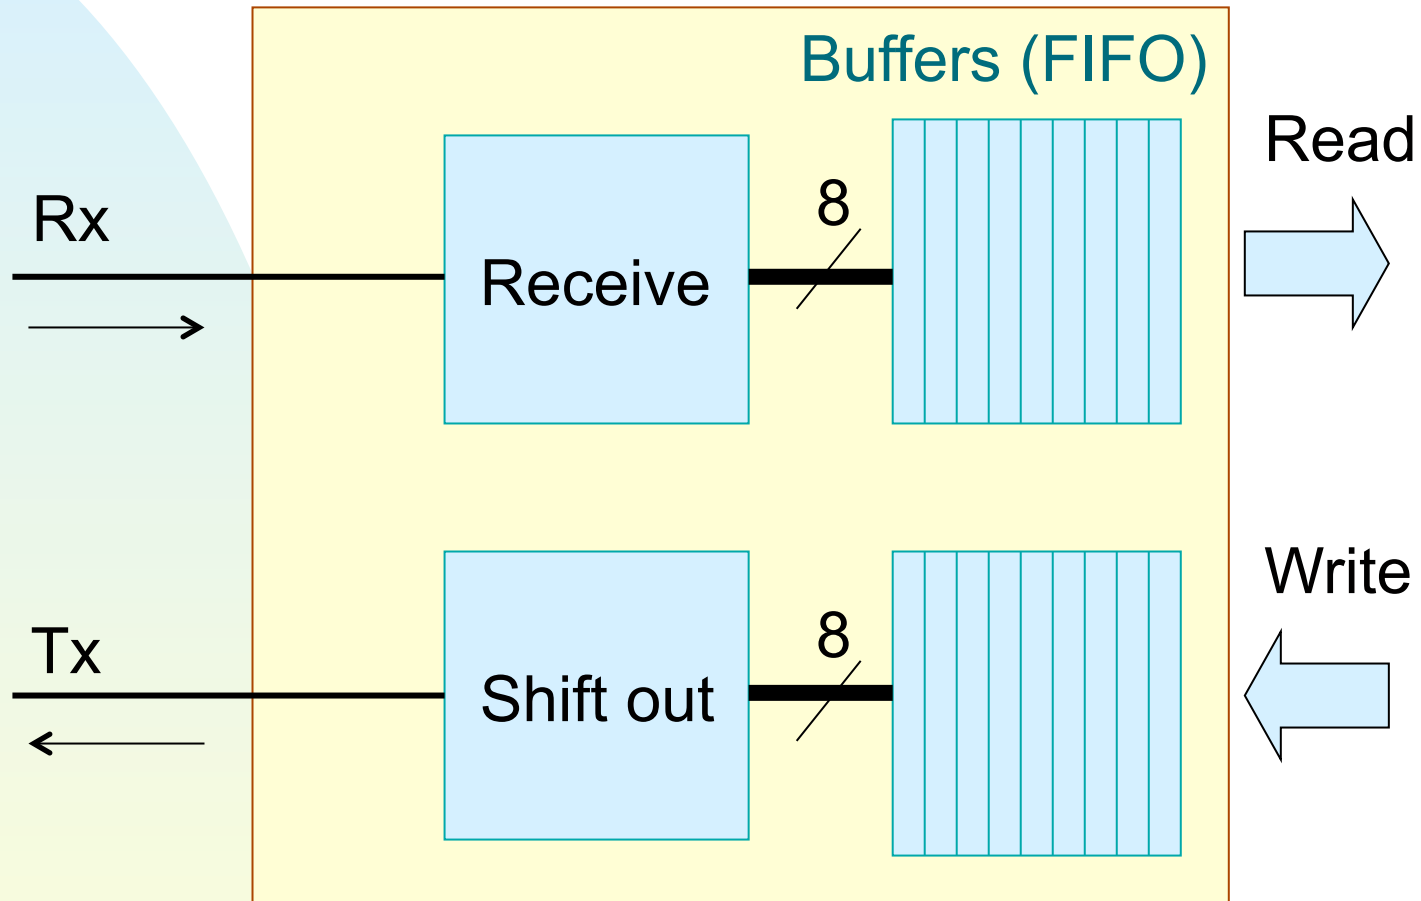 Buffers (FIFO)
Read
Rx
8
Receive
Write
Tx
8
Shift out